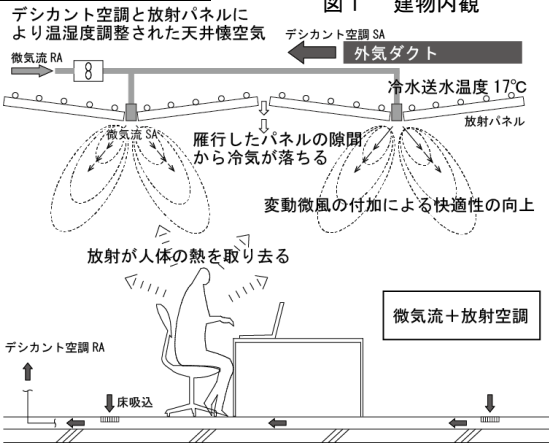 図1　建物内観
デシカント空調と放射パネルに
より温湿度調整された天井懐空気
デシカント空調 SA
外気ダクト
微気流 RA
冷水送水温度 17℃
放射パネル
微気流 SA
雁行したパネルの隙間
から冷気が落ちる
変動微風の付加による快適性の向上
放射が人体の熱を取り去る
微気流＋放射空調
デシカント空調 RA
床吸込